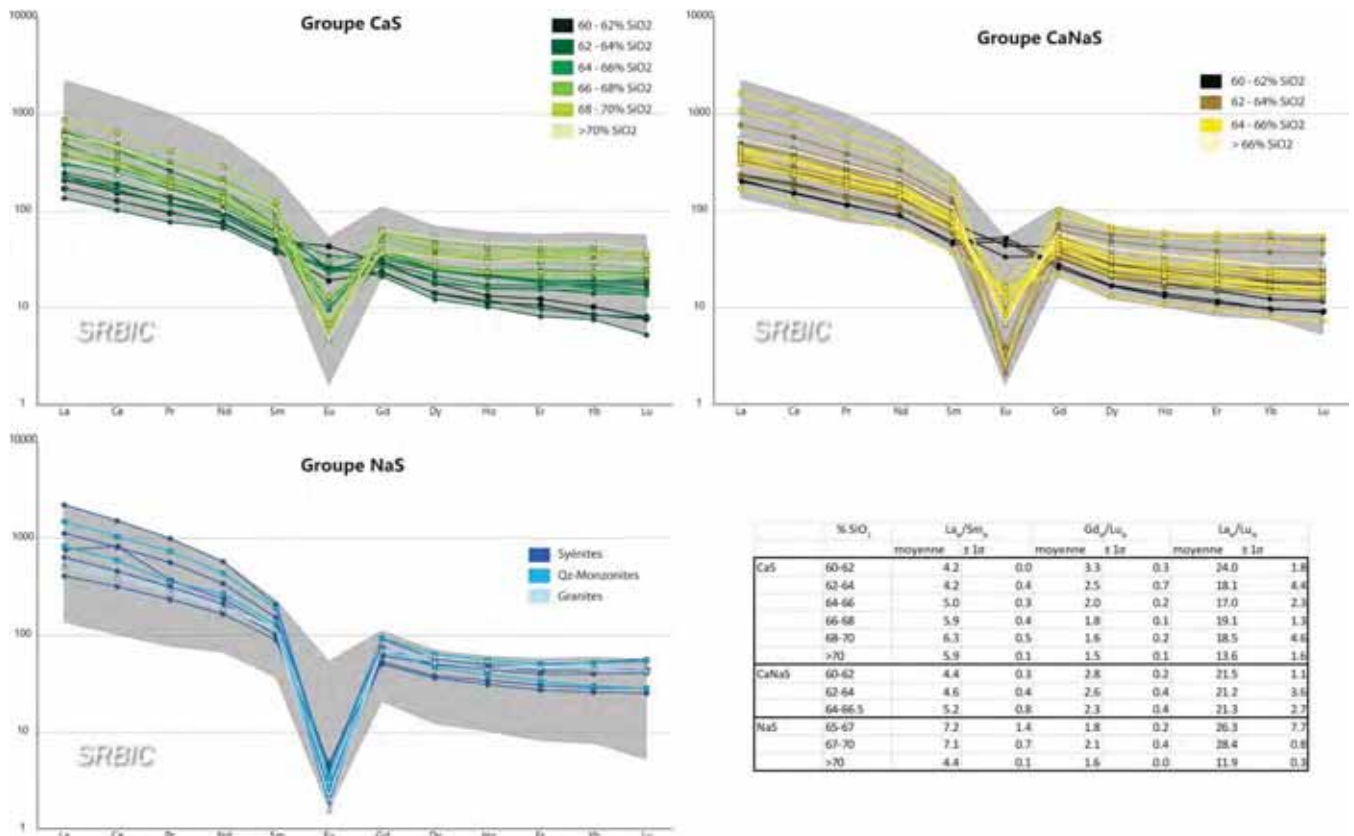 Groupe CaS
10000
1000
100
10
1
60 - 62% SiO2
62 - 64% SiO2
64 - 66% SiO2
66 - 68% SiO2
68 - 70% SiO2
>70% SiO2
SRBIC
La Ce Pr Nd Sm Eu Gd Dy Ho Er Yb Lu
Groupe CaNaS
10000
1000
100
10
1
60 - 62% SiO2
62 - 64% SiO2
64 - 66% SiO2
> 66% SiO2
SRBIC
La Ce Pr Nd Sm Eu Gd Dy Ho Er Yb Lu
Groupe NaS
10000
1000
100
10
1
Syénites
Qz-Monzonites
Granites
SRBIC
La Ce Pr Nd Sm Eu Gd Dy Ho Er Yb Lu
% SiO2 LaN/SmN GdN/LuN LaN/LuN
moyenne ± 1σ moyenne ± 1σ moyenne ± 1σ
CaS 60-62 4.2 0.0 3.3 0.3 24.0 1.8
62-64 4.2 0.4 2.5 0.7 18.1 4.4
64-66 5.0 0.3 2.0 0.2 17.0 2.3
66-68 5.9 0.4 1.8 0.1 19.1 1.3
68-70 6.3 0.5 1.6 0.2 18.5 4.6
>70 5.9 0.1 1.5 0.1 13.6 1.6
CaNaS 60-62 4.4 0.3 2.8 0.2 21.5 1.1
62-64 4.6 0.4 2.6 0.4 21.2 3.6
64-66.5 5.2 0.8 2.3 0.4 21.3 2.7
NaS 65-67 7.2 1.4 1.8 0.2 26.3 7.7
67-70 7.1 0.7 2.1 0.4 28.4 0.8
>70 4.4 0.1 1.6 0.0 11.9 0.3